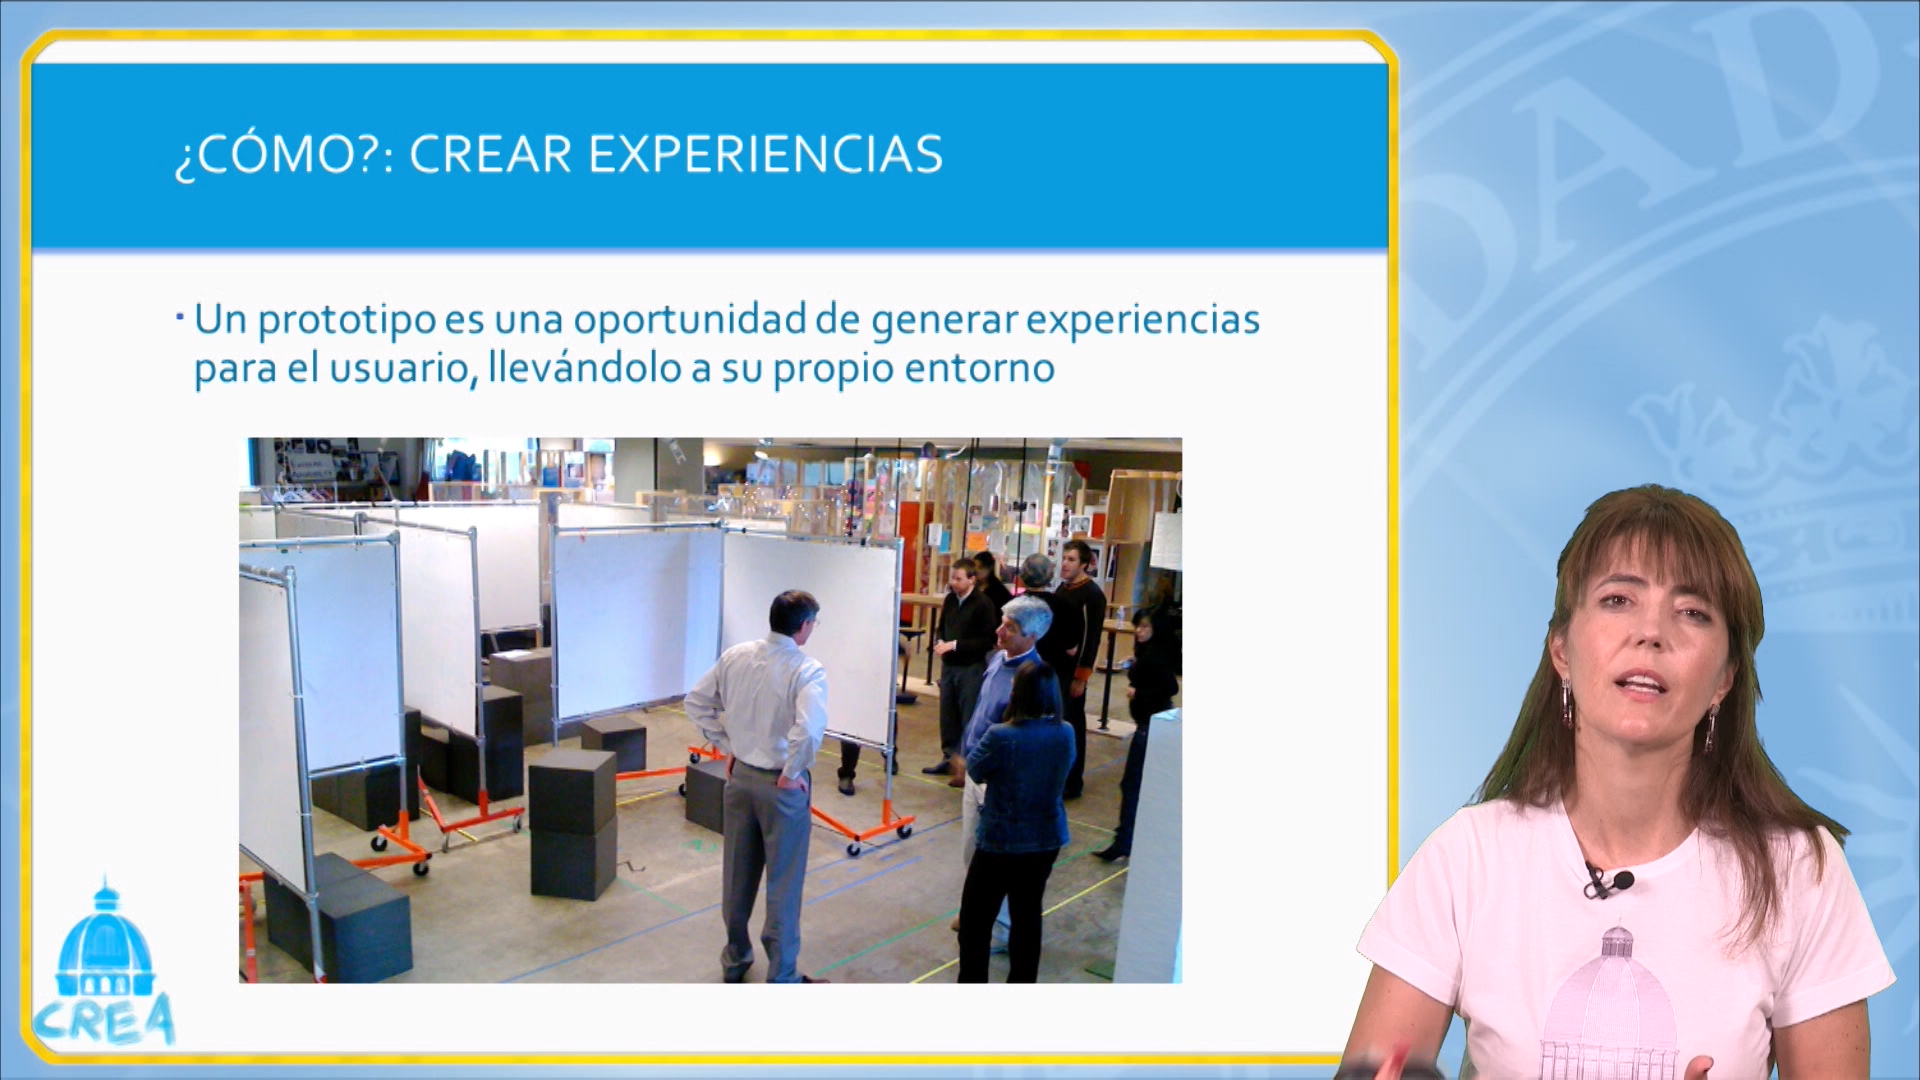 ¿CÓMO?: CREAR EXPERIENCIAS
Un prototipo es una oportunidad de generar experiencias
para el usuario, llevándolo a su propio entorno
CREA
DAD